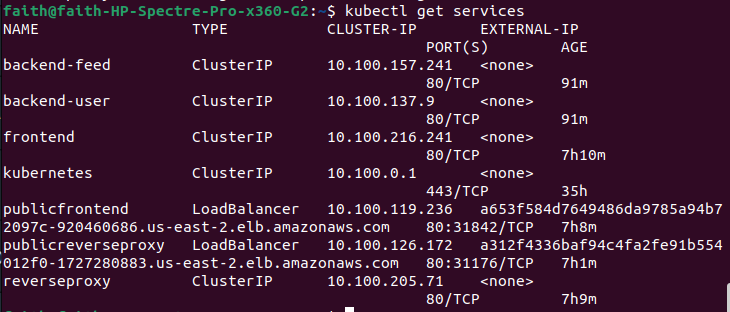 faith@faith-HP-Spectre-Pro-x360-G2:~$ kubectl get services
NAME TYPE CLUSTER-IP EXTERNAL-IP
PORT(S) AGE
backend-feed ClusterIP 10.100.157.241 <none>
80/TCP 91m
backend-user ClusterIP 10.100.137.9 <none>
80/TCP 91m
frontend ClusterIP 10.100.216.241 <none>
80/TCP 7h10m
kubernetes ClusterIP 10.100.0.1 <none>
443/TCP 35h
publicfrontend LoadBalancer 10.100.119.236 a653f584d7649486da9785a94b7
2097c-920460686.us-east-2.elb.amazonaws.com 80:31842/TCP 7h8m
publicreverseproxy LoadBalancer 10.100.126.172 a312f4336baf94c4fa2fe91b554
012f0-1727280883.us-east-2.elb.amazonaws.com 80:31176/TCP 7h1m
reverseproxy ClusterIP 10.100.205.71 <none>
80/TCP 7h9m